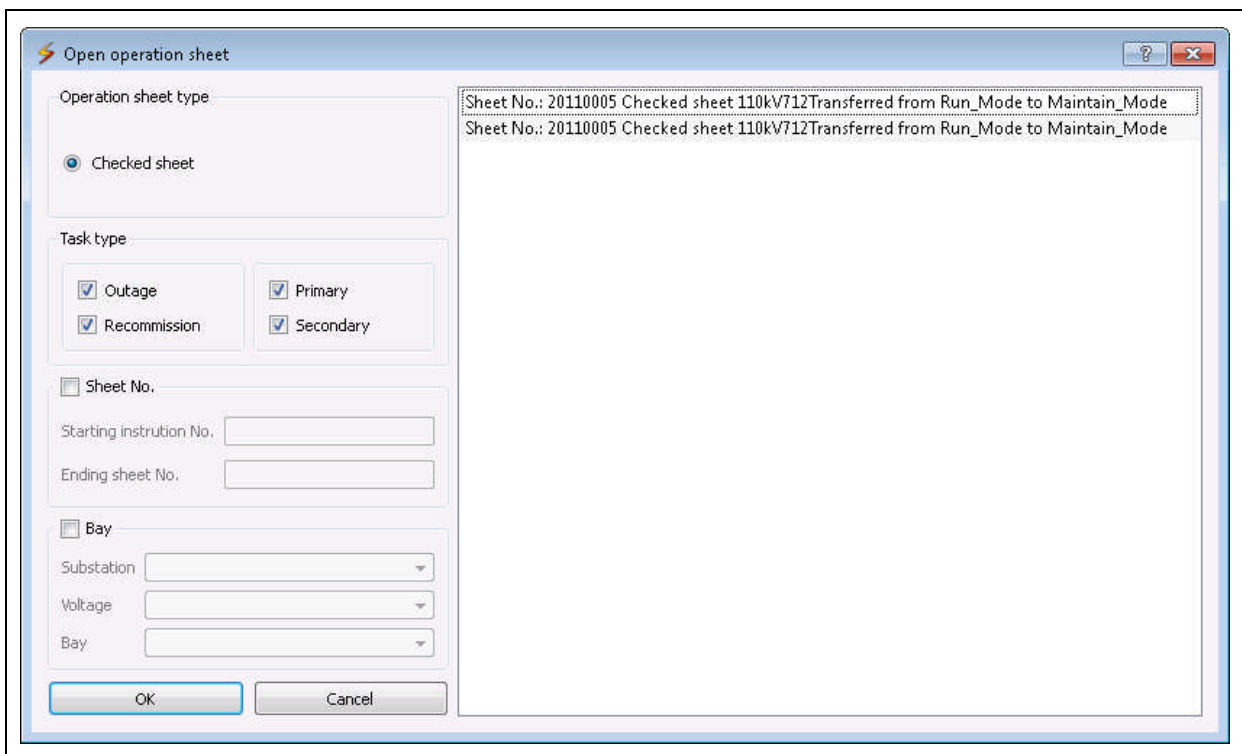 Open operation sheet
Operation sheet type
Checked sheet
Task type
Outage
Primary
Recommission
Secondary
Sheet No.
Starting instrution No.
Ending sheet No.
Bay
Substation
Voltage
Bay
OK
Cancel
Sheet No.: 20110005 Checked sheet 110kV712Transferred from Run_Mode to Maintain_Mode
Sheet No.: 20110005 Checked sheet 110kV712Transferred from Run_Mode to Maintain_Mode